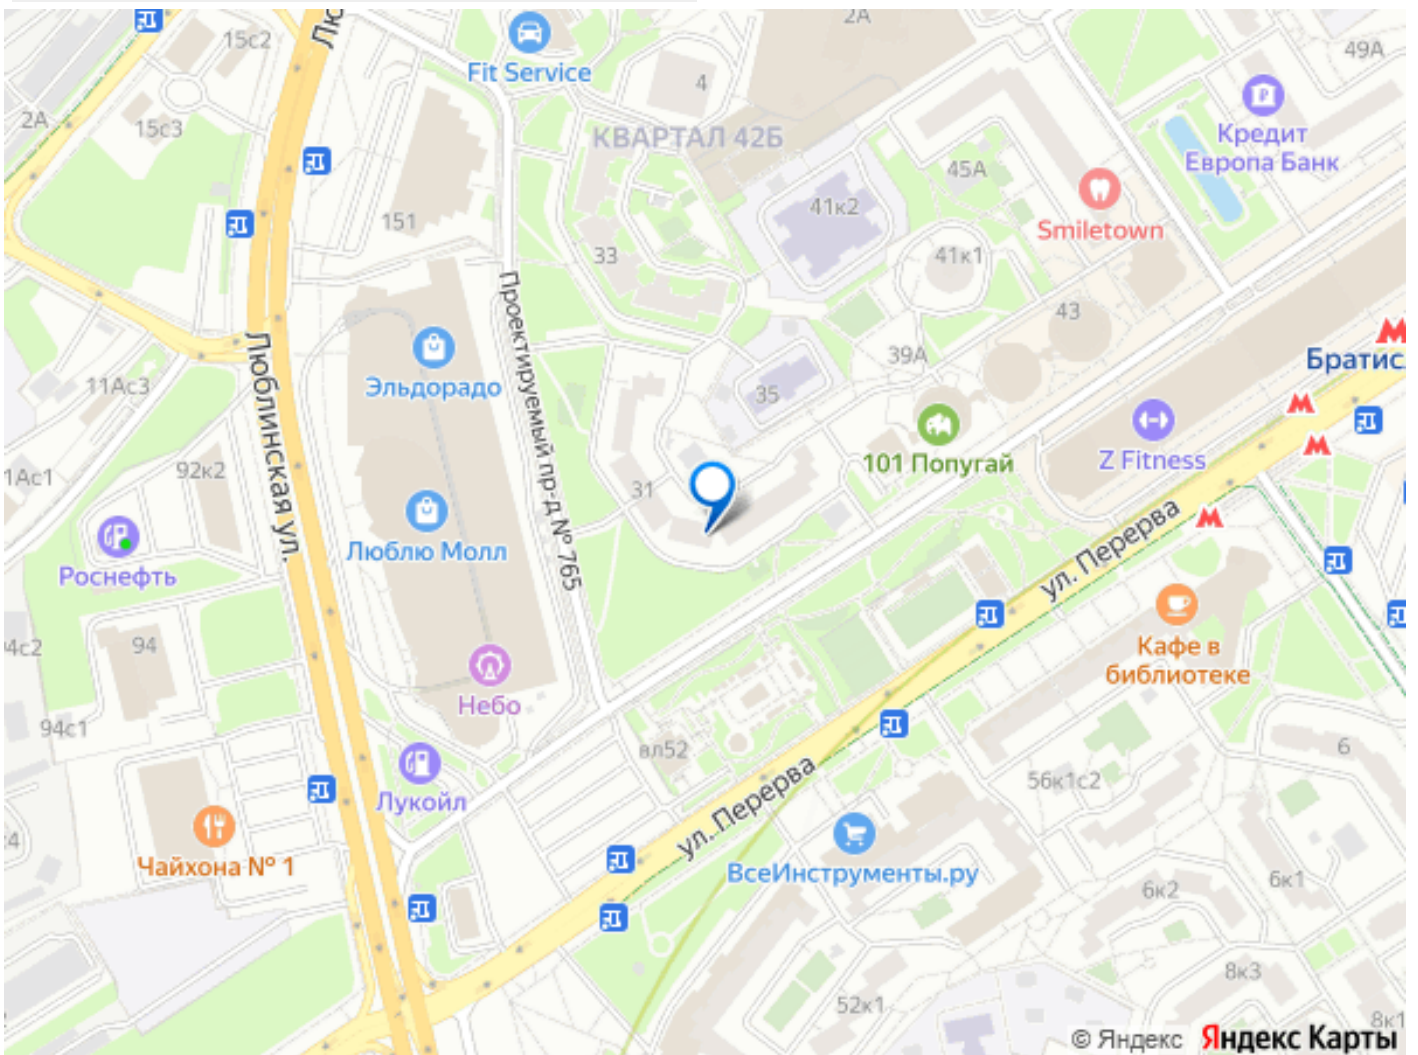 2А
Лю
15с2
Fit Service
49А
4
2А
15с3
КВАРТАЛ 42Б
Кредит
Европа Банк
45А
41к2
Smiletown
151
33
41к1
Проектируемый пр-д № 765
43
Люблинская ул.
39А
Братис
Эльдорадо
11Ас3
35
101 Попугай
Z Fitness
1Ас1
92к2
31
Люблю Молл
ул. Перерва
Роснефть
4с2
94
Кафе в
библиотеке
Небо
94с1
вл52
6
56к1с2
Лукойл
ул. Перерва
4
Чайхона № 1
ВсеИнструменты.ру
6к2
6к1
8к3
52к1
8к1
© Яндекс Яндекс Карты